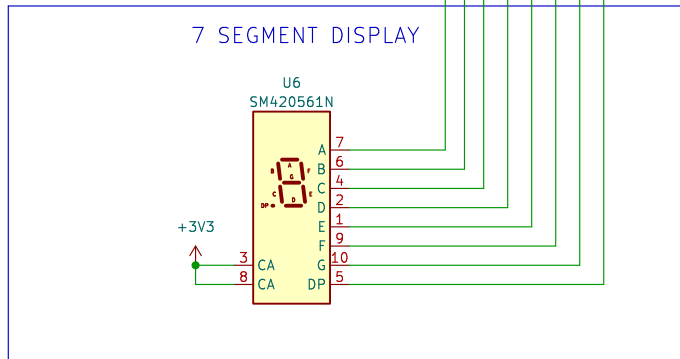 7 SEGMENT DISPLAY
U6
SM420561N
A 7
B 6
C 4
D 2
E 1
F 9
G 10
DP 5
A
B F
G
C E
D
DP
+3V3
3 CA
8 CA